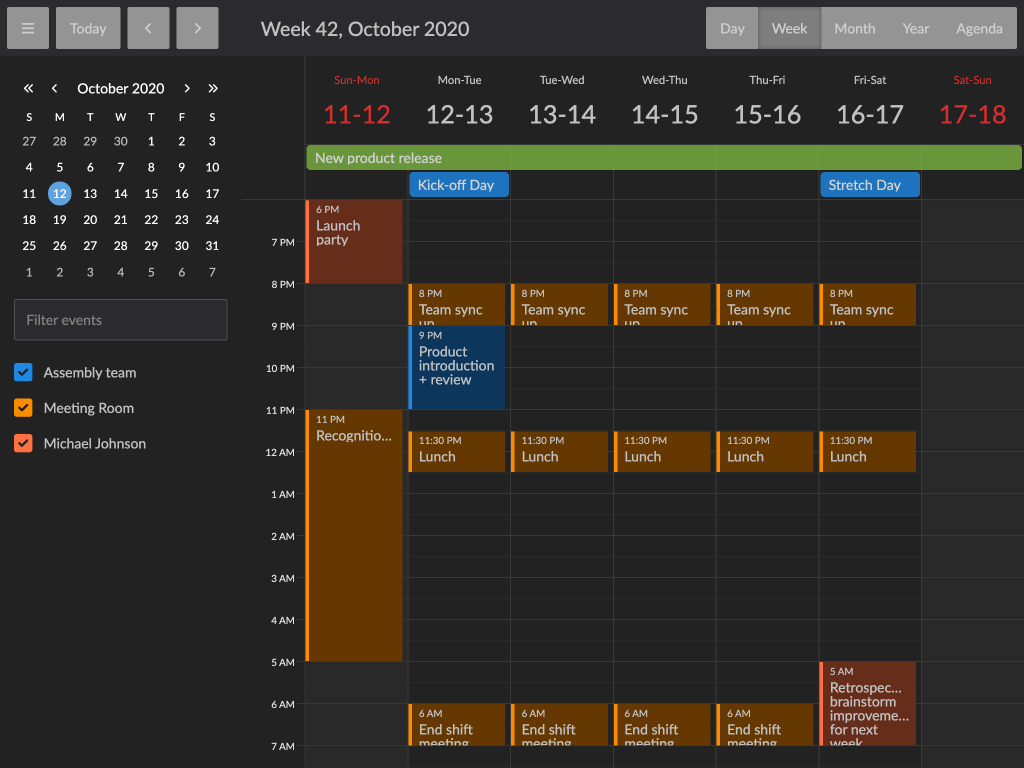 Today
Week 42, October 2020
Day Week Month Year Agenda
October 2020
S M T W T F S
27 28 29 30 1 2 3
4 5 6 7 8 9 10
11 12 13 14 15 16 17
18 19 20 21 22 23 24
25 26 27 28 29 30 31
1 2 3 4 5 6 7
Filter events
Assembly team
Meeting Room
Michael Johnson
Sun-Mon Mon-Tue Tue-Wed Wed-Thu Thu-Fri Fri-Sat Sat-Sun
11-12 12-13 13-14 14-15 15-16 16-17 17-18
New product release
Kick-off Day Stretch Day
7 PM
8 PM
9 PM
10 PM
11 PM
12 AM
1 AM
2 AM
3 AM
4 AM
5 AM
6 AM
7 AM
6 PM
Launch
party
11 PM
Recognitio...
8 PM
Team sync
up
9 PM
Product
introduction
+ review
11:30 PM
Lunch
6 AM
End shift
meeting
8 PM
Team sync
up
11:30 PM
Lunch
6 AM
End shift
meeting
8 PM
Team sync
up
11:30 PM
Lunch
6 AM
End shift
meeting
8 PM
Team sync
up
11:30 PM
Lunch
6 AM
End shift
meeting
8 PM
Team sync
up
11:30 PM
Lunch
5 AM
Retrospec...
brainstorm
improveme...
for next
week